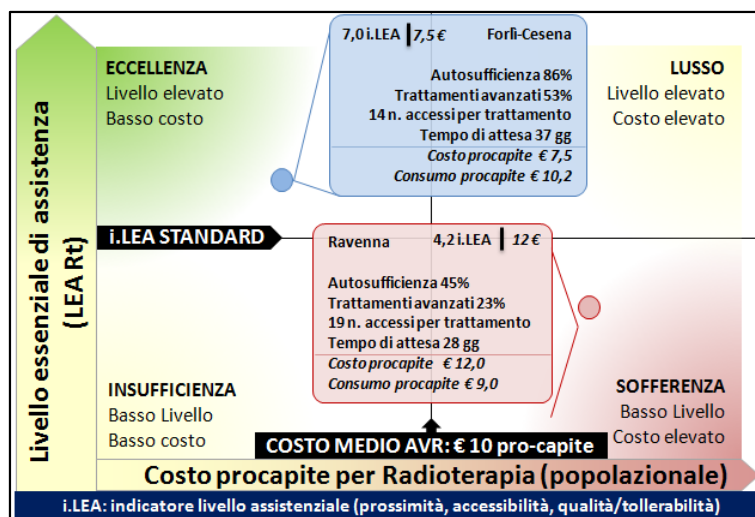 7,0 i.LEA | 7,5 € Forlì-Cesena
Autosufficienza 86%
Trattamenti avanzati 53%
14 n. accessi per trattamento
Tempo di attesa 37 gg
Costo procapite € 7,5
Consumo procapite € 10,2
ECCELLENZA
Livello elevato
Basso costo
LUSSO
Livello elevato
Costo elevato
Livello essenziale di assistenza
(LEA Rt)
i.LEA STANDARD
Ravenna 4,2 i.LEA | 12 €
Autosufficienza 45%
Trattamenti avanzati 23%
19 n. accessi per trattamento
Tempo di attesa 28 gg
Costo procapite € 12,0
Consumo procapite € 9,0
INSUFFICIENZA
Basso Livello
Basso costo
SOFFERENZA
Basso Livello
Costo elevato
COSTO MEDIO AVR: € 10 pro-capite
Costo procapite per Radioterapia (popolazionale)
i.LEA: indicatore livello assistenziale (prossimità, accessibilità, qualità/tollerabilità)